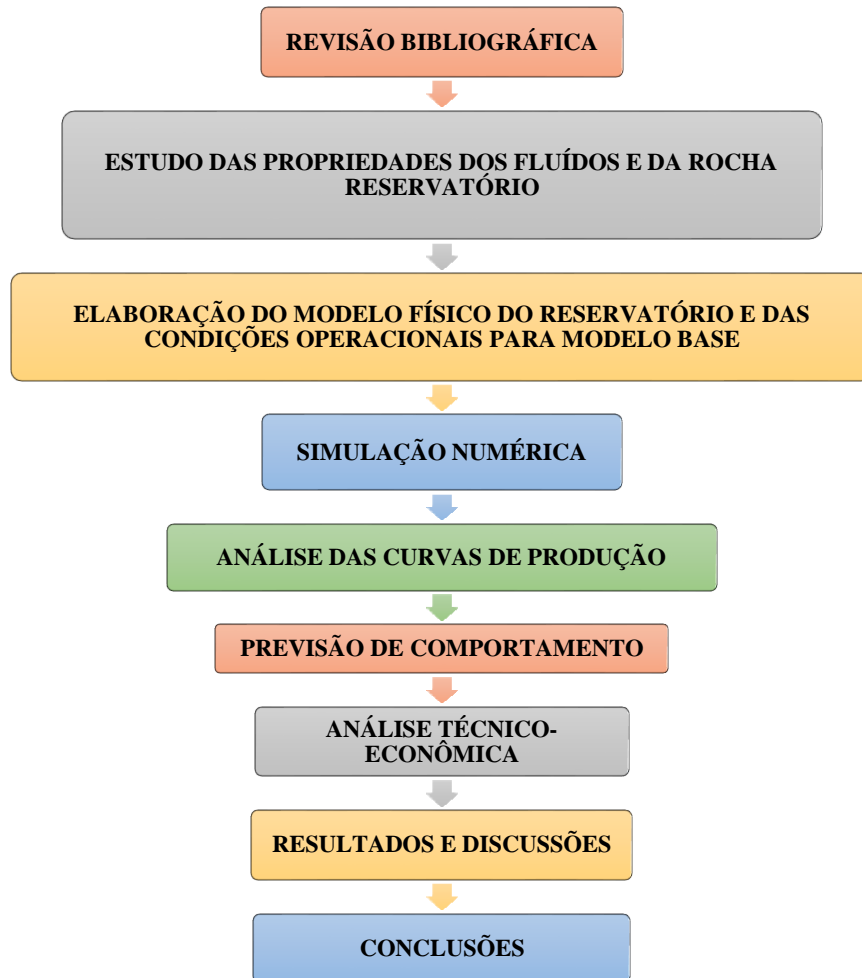 REVISÃO BIBLIOGRÁFICA
ESTUDO DAS PROPRIEDADES DOS FLUÍDOS E DA ROCHA
RESERVATÓRIO
ELABORAÇÃO DO MODELO FÍSICO DO RESERVATÓRIO E DAS
CONDIÇÕES OPERACIONAIS PARA MODELO BASE
SIMULAÇÃO NUMÉRICA
ANÁLISE DAS CURVAS DE PRODUÇÃO
PREVISÃO DE COMPORTAMENTO
ANÁLISE TÉCNICO-
ECONÔMICA
RESULTADOS E DISCUSSÕES
CONCLUSÕES